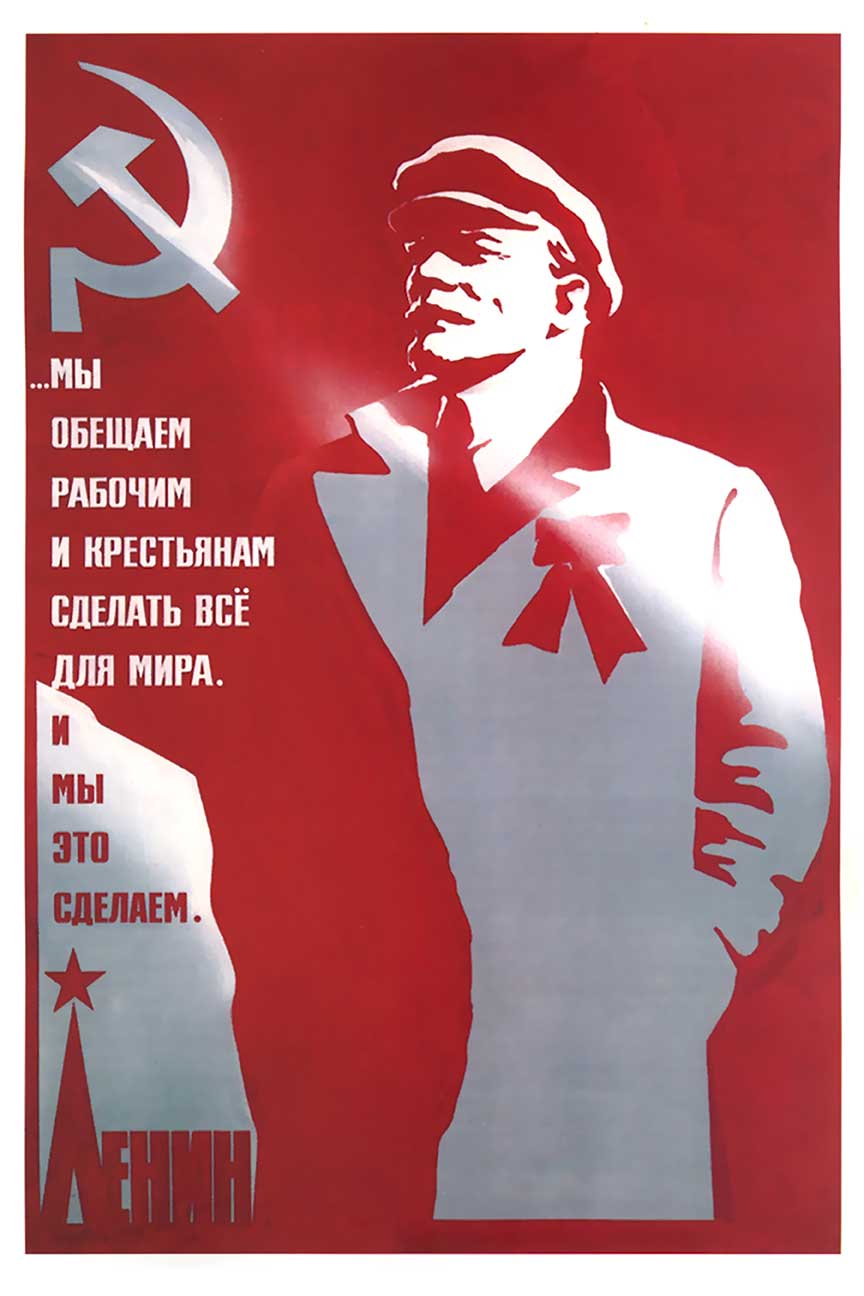 ...МЫ
ОБЕЩАЕМ
РАБОЧИМ
И КРЕСТЬЯНАМ
СДЕЛАТЬ ВСЁ
ДЛЯ МИРА.
И
МЫ
ЭТО
СДЕЛАЕМ.
ЛЕНИН